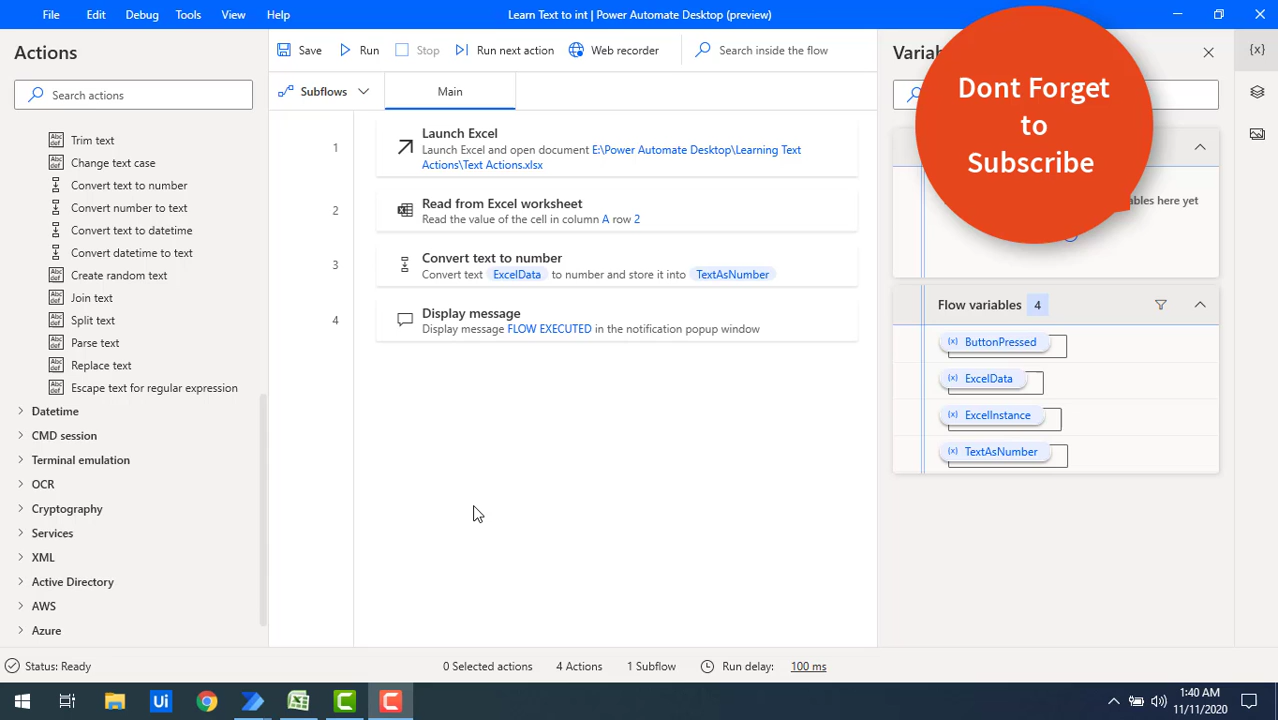 File Edit Debug Tools View Help
Learn Text to int | Power Automate Desktop (preview)
Actions
Search actions
Trim text
Change text case
Convert text to number
Convert number to text
Convert text to datetime
Convert datetime to text
Create random text
Join text
Split text
Parse text
Replace text
Escape text for regular expression
Datetime
CMD session
Terminal emulation
OCR
Cryptography
Services
XML
Active Directory
AWS
Azure
Save Run Stop Run next action Web recorder Search inside the flow
Subflows Main
1
Launch Excel
Launch Excel and open document E:\Power Automate Desktop\Learning Text
Actions\Text Actions.xlsx
2
Read from Excel worksheet
Read the value of the cell in column A row 2
3
Convert text to number
Convert text ExcelData to number and store it into TextAsNumber
4
Display message
Display message FLOW EXECUTED in the notification popup window
Dont Forget
to
Subscribe
Flow variables 4
(x) ButtonPressed
(x) ExcelData
(x) ExcelInstance
(x) TextAsNumber
{x}
yet
here
Status: Ready 0 Selected actions 4 Actions 1 Subflow Run delay: 100 ms
Ui
1:40 AM
11/11/2020